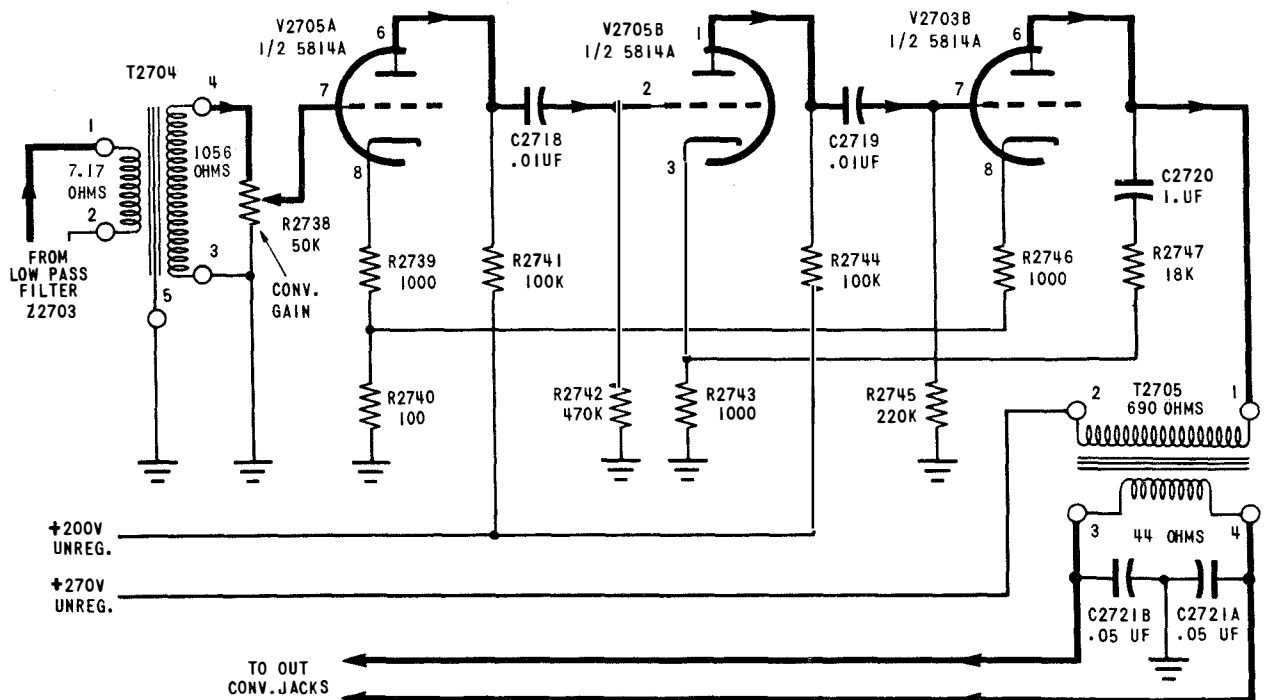 V2705A
1/2 5814A
6
7
8
V2705B
1/2 5814A
1
2
3
V2703B
1/2 5814A
6
7
8
T2704
4
1
7.17
OHMS
2
1056
OHMS
3
5
FROM
LOW PASS
FILTER
Z2703
R2738
50K
CONV.
GAIN
C2718
.01UF
C2719
.01UF
C2720
1.UF
R2739
1000
R2741
100K
R2744
100K
R2746
1000
R2747
18K
R2740
100
R2742
470K
R2743
1000
R2745
220K
T2705
690 OHMS
2
1
3
44 OHMS
4
+200V
UNREG.
+270V
UNREG.
C2721B
.05 UF
C2721A
.05 UF
TO OUT
CONV.JACKS